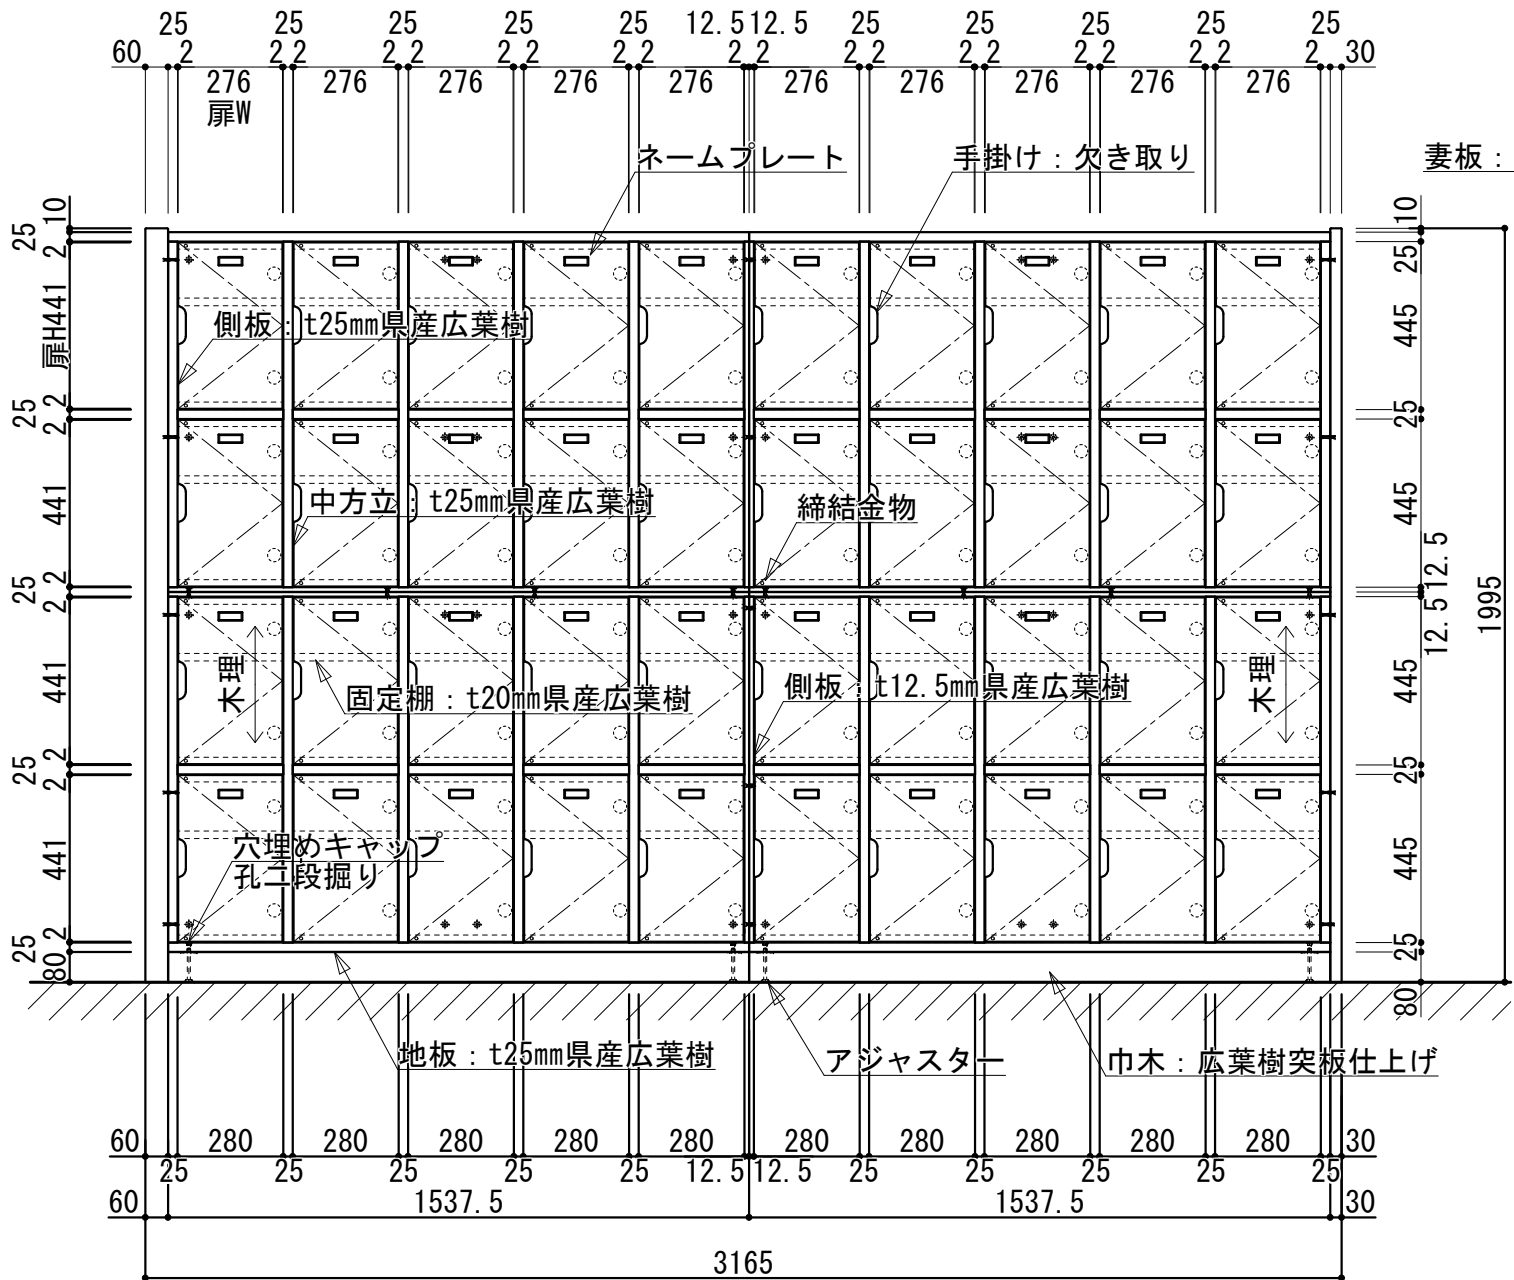 25 25 25 25 25 12.5 12.5 25 25 25 25 25
60 2 2 2 2 2 2 2 2 2 2 2 2 2 2 2 2 2 2 2 2 30
276 276 276 276 276 276 276 276 276 276
扉W
ネームプレート
手掛け：欠き取り
妻板：
10
25
2
扉H441
2
25
2
441
2
25
2
441
2
25
2
441
2
25
80
側板：t25mm県産広葉樹
中方立：t25mm県産広葉樹
締結金物
木理
固定棚：t20mm県産広葉樹
側板：t12.5mm県産広葉樹
木理
穴埋めキャップ
孔二段掘り
10
25
445
25
445
12.5
12.5
445
25
445
25
80
1995
地板：t25mm県産広葉樹
アジャスター
巾木：広葉樹突板仕上げ
60 280 280 280 280 280 280 280 280 280 280 30
25 25 25 25 25 12.5 12.5 25 25 25 25 25
60 1537.5 1537.5 30
3165